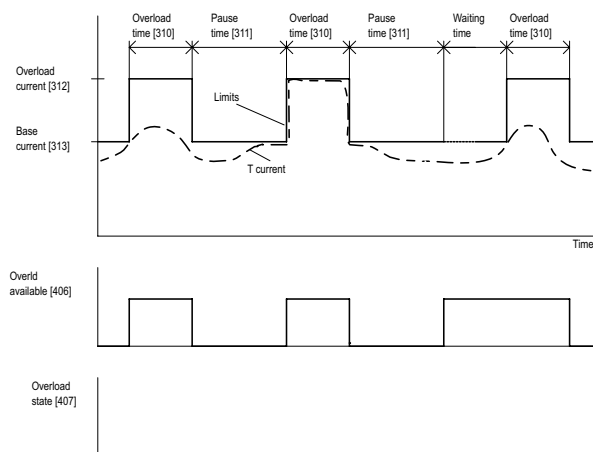 Overload
time [310]
Pause
time [311]
Overload
time [310]
Pause
time [311]
Waiting
time
Overload
time [310]
Overload
current [312]
Limits
Base
current [313]
T current
Time
Overld
available [406]
Overload
state [407]